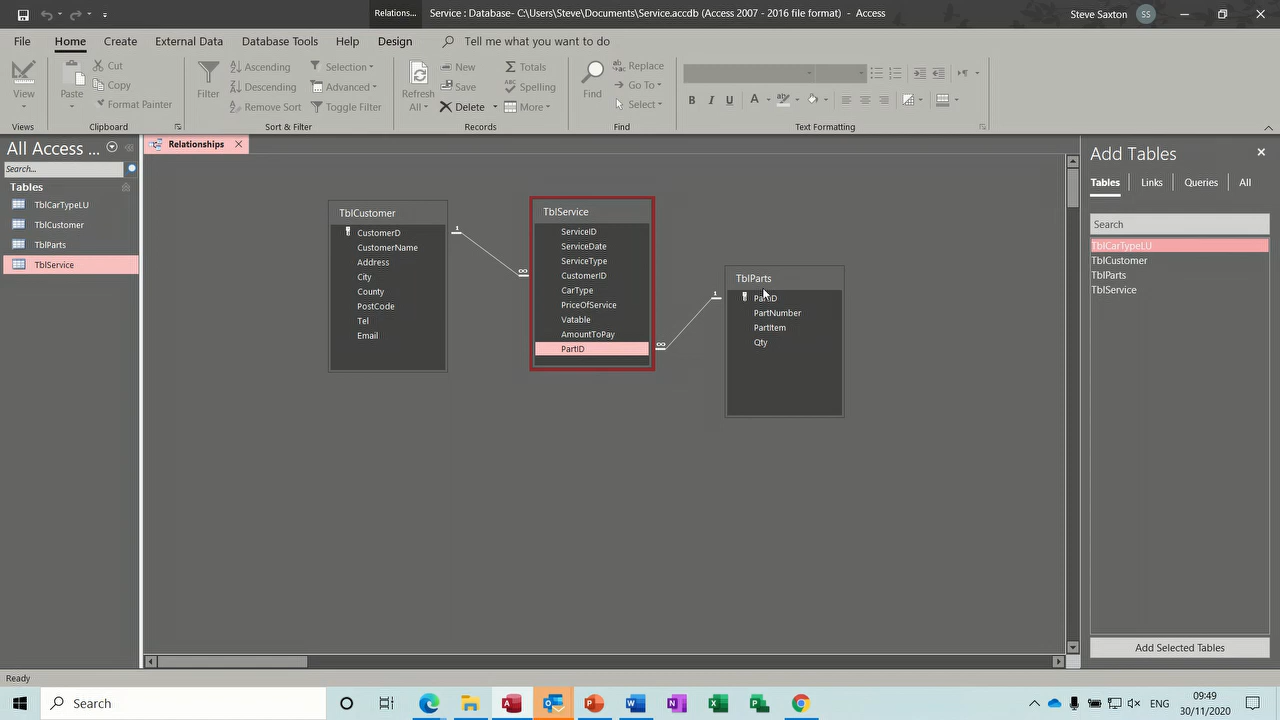 Relations... Service : Database- C:\Users\Steve\Documents\Service.accdb (Access 2007 - 2016 file format) - Access Steve Saxton SS
File Home Create External Data Database Tools Help Design Tell me what you want to do
View
Views
Paste
Cut
Copy
Format Painter
Clipboard
Filter
Ascending
Descending
Remove Sort
Selection
Advanced
Toggle Filter
Sort & Filter
Refresh
All
New
Save
Delete
Totals
Spelling
More
Records
Find
Replace
Go To
Select
Find
B I U A
Text Formatting
All Access ...
Search...
Tables
TblCarTypeLU
TblCustomer
TblParts
TblService
Relationships
TblCustomer
CustomerD
CustomerName
Address
City
County
PostCode
Tel
Email
1
∞
TblService
ServiceID
ServiceDate
ServiceType
CustomerID
CarType
PriceOfService
Vatable
AmountToPay
PartID
1
∞
TblParts
PartID
PartNumber
PartItem
Qty
Add Tables
Tables Links Queries All
Search
TblCarTypeLU
TblCustomer
TblParts
TblService
Add Selected Tables
Ready
Search
ENG
09:49
30/11/2020